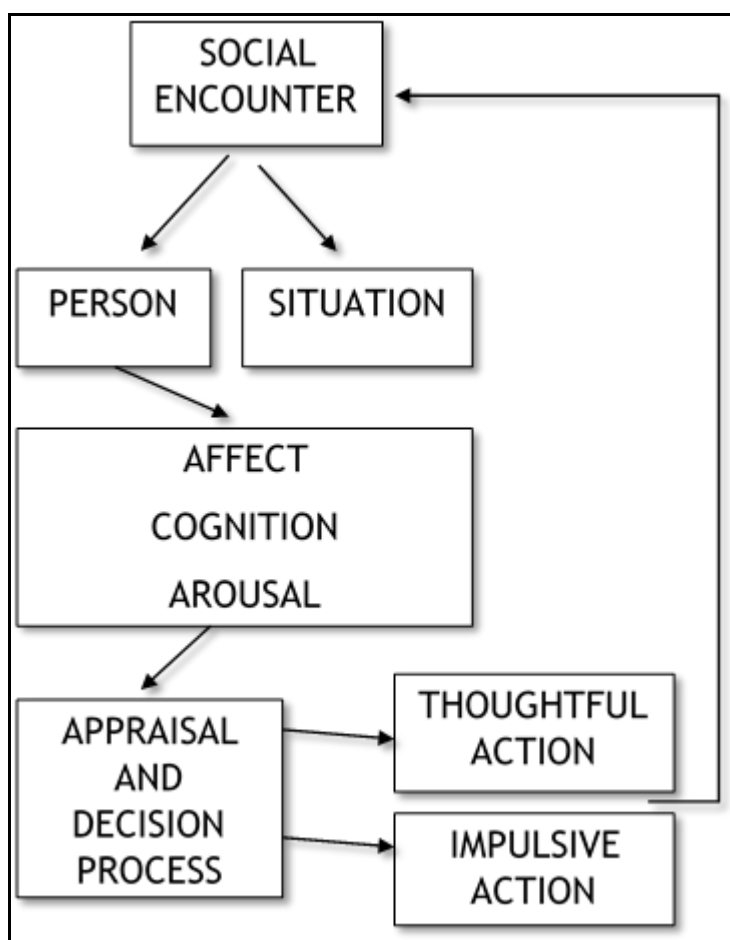 SOCIAL
ENCOUNTER
PERSON
SITUATION
AFFECT
COGNITION
AROUSAL
APPRAISAL
AND
DECISION
PROCESS
THOUGHTFUL
ACTION
IMPULSIVE
ACTION